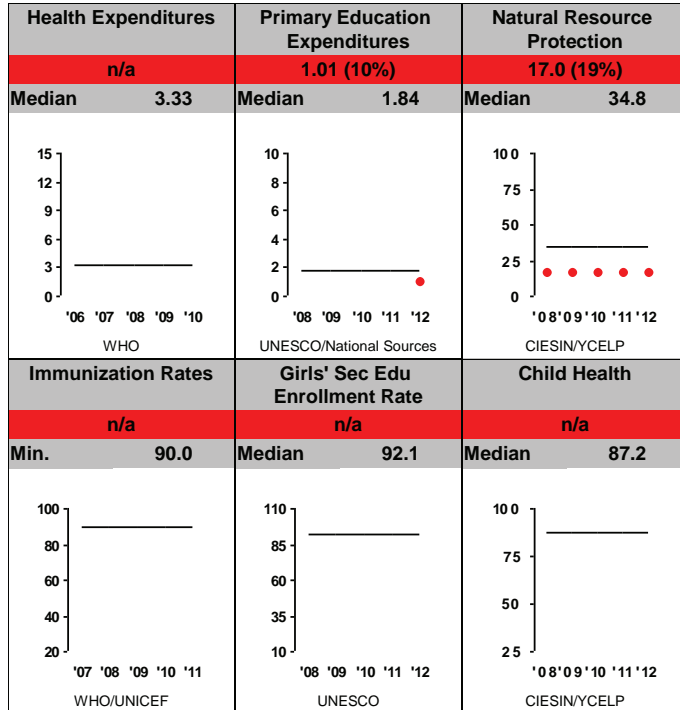 Health Expenditures
n/a
Median 3.33
15
12
9
6
3
0
'06 '07 '08 '09 '10
WHO
Primary Education
Expenditures
1.01 (10%)
Median 1.84
10
8
6
4
2
0
'08 '09 '10 '11 '12
UNESCO/National Sources
Natural Resource
Protection
17.0 (19%)
Median 34.8
100
75
50
25
0
'08 '09 '10 '11 '12
CIESIN/YCELP
Immunization Rates
n/a
Min. 90.0
100
80
60
40
20
'07 '08 '09 '10 '11
WHO/UNICEF
Girls' Sec Edu
Enrollment Rate
n/a
Median 92.1
110
85
60
35
10
'08 '09 '10 '11 '12
UNESCO
Child Health
n/a
Median 87.2
100
75
50
25
'08 '09 '10 '11 '12
CIESIN/YCELP